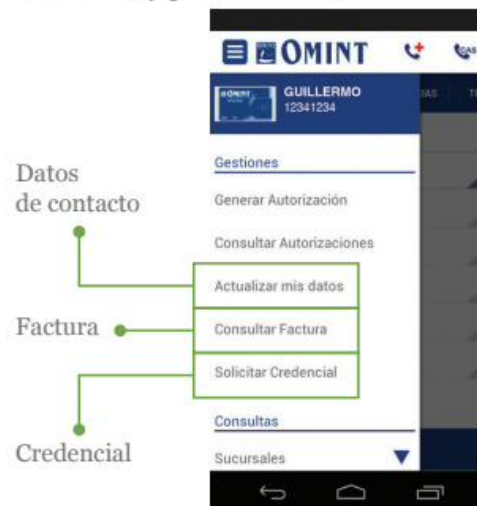 OMINT
GUILLERMO
12341234
Gestiones
Generar Autorización
Consultar Autorizaciones
Actualizar mis datos
Consultar Factura
Solicitar Credencial
Consultas
Sucursales
Datos
de contacto
Factura
Credencial